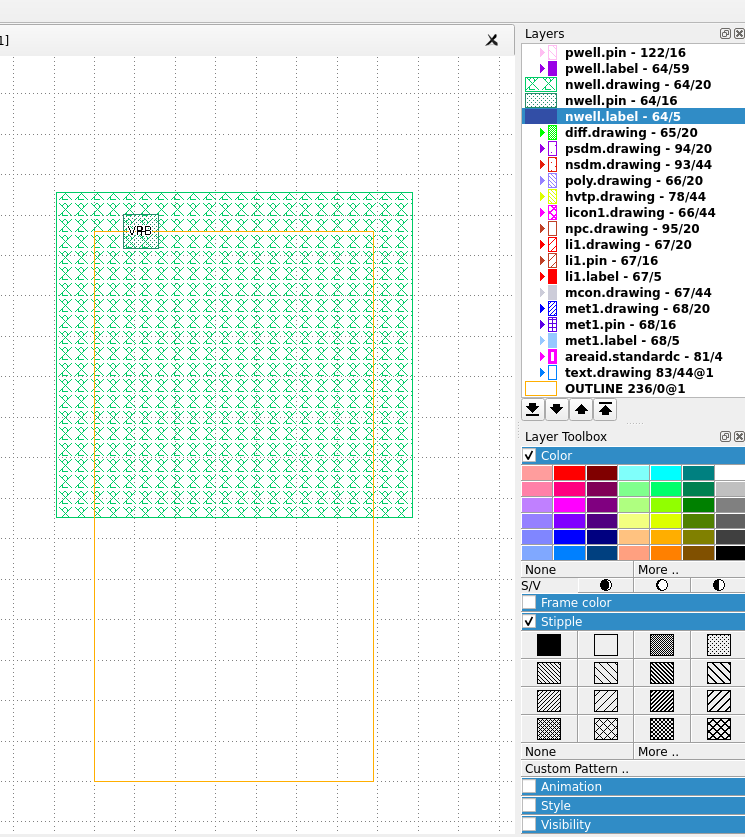 1]
Layers
pwell.pin - 122/16
pwell.label - 64/59
nwell.drawing - 64/20
nwell.pin - 64/16
nwell.label - 64/5
diff.drawing - 65/20
psdm.drawing - 94/20
nsdm.drawing - 93/44
poly.drawing - 66/20
hvtp.drawing - 78/44
licon1.drawing - 66/44
npc.drawing - 95/20
li1.drawing - 67/20
li1.pin - 67/16
li1.label - 67/5
mcon.drawing - 67/44
met1.drawing - 68/20
met1.pin - 68/16
met1.label - 68/5
areaid.standardc - 81/4
text.drawing 83/44@1
OUTLINE 236/0@1
VPB
Layer Toolbox
Color
None More ..
S/V
Frame color
Stipple
None More ..
Custom Pattern ..
Animation
Style
Visibility